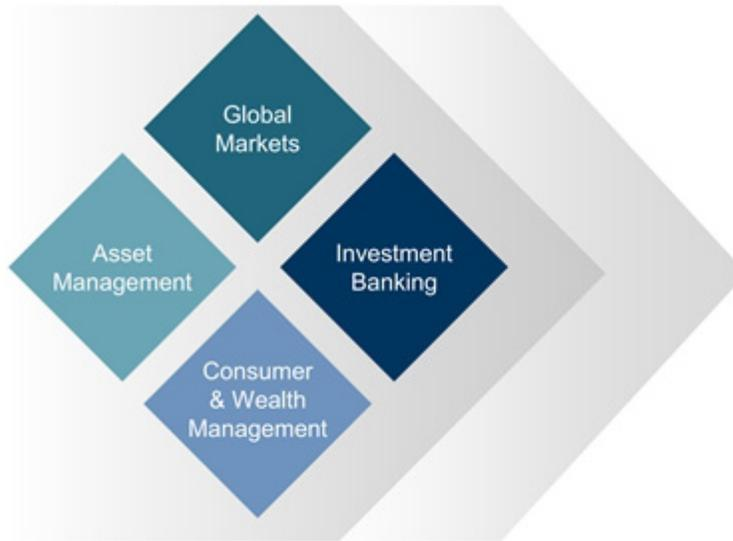 Global
Markets
Asset
Management
Investment
Banking
Consumer
& Wealth
Management